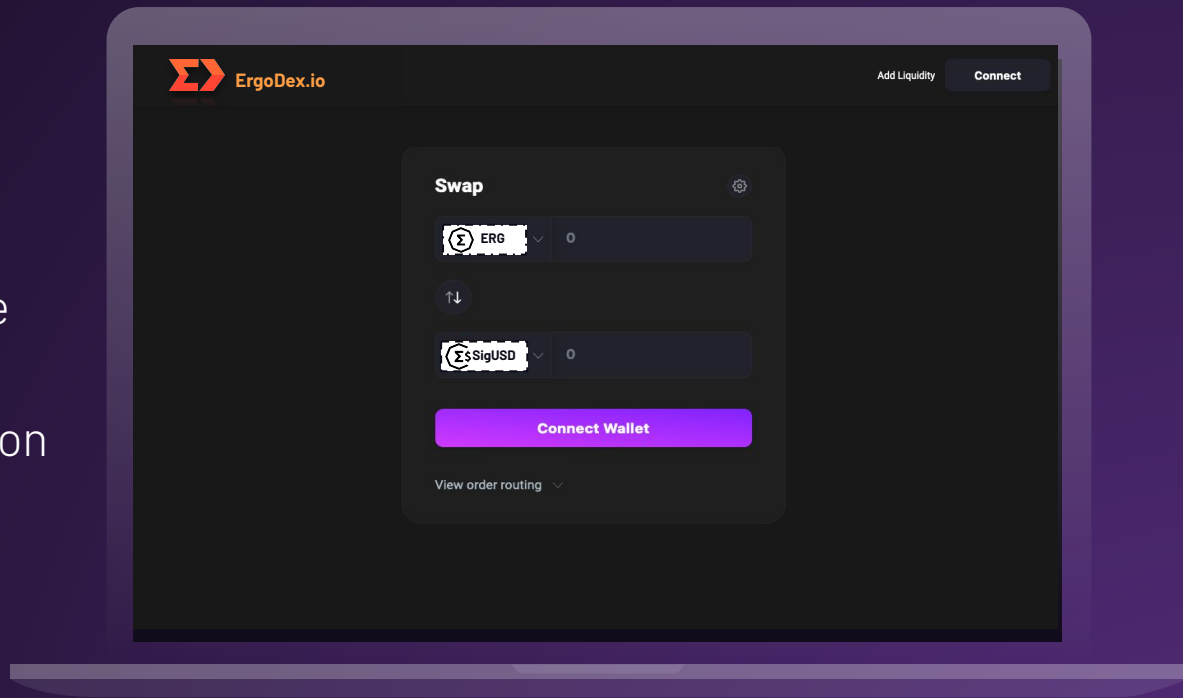 ErgoDex.io
Add Liquidity
Connect
Swap
ERG
0
$SigUSD
0
Connect Wallet
View order routing
e
on